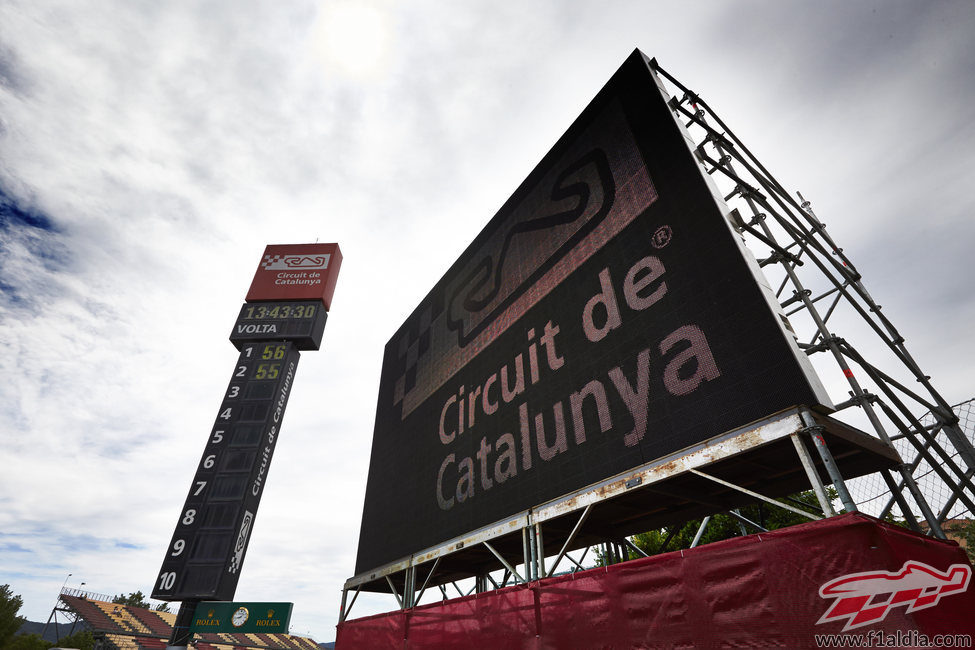 Circuit de
Catalunya
13:43:30
VOLTA
1 56
2 55
3
4
5
6
7
8
9
10
Circuit de Catalunya
ROLEX
ROLEX
Circuit de ®
Catalunya
www.f1aldia.com